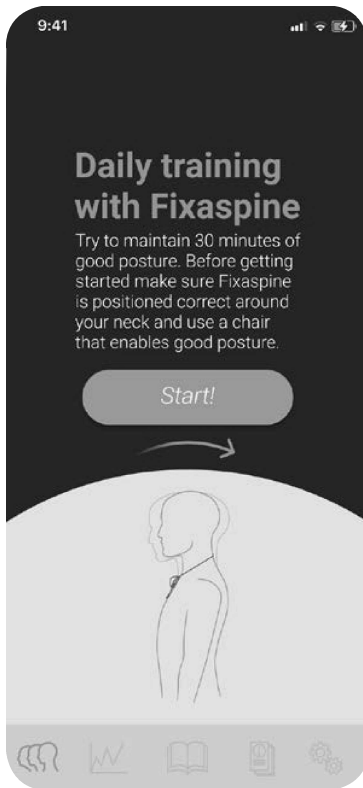 9:41
Daily training
with Fixaspine
Try to maintain 30 minutes of
good posture. Before getting
started make sure Fixaspine
is positioned correct around
your neck and use a chair
that enables good posture.
Start!